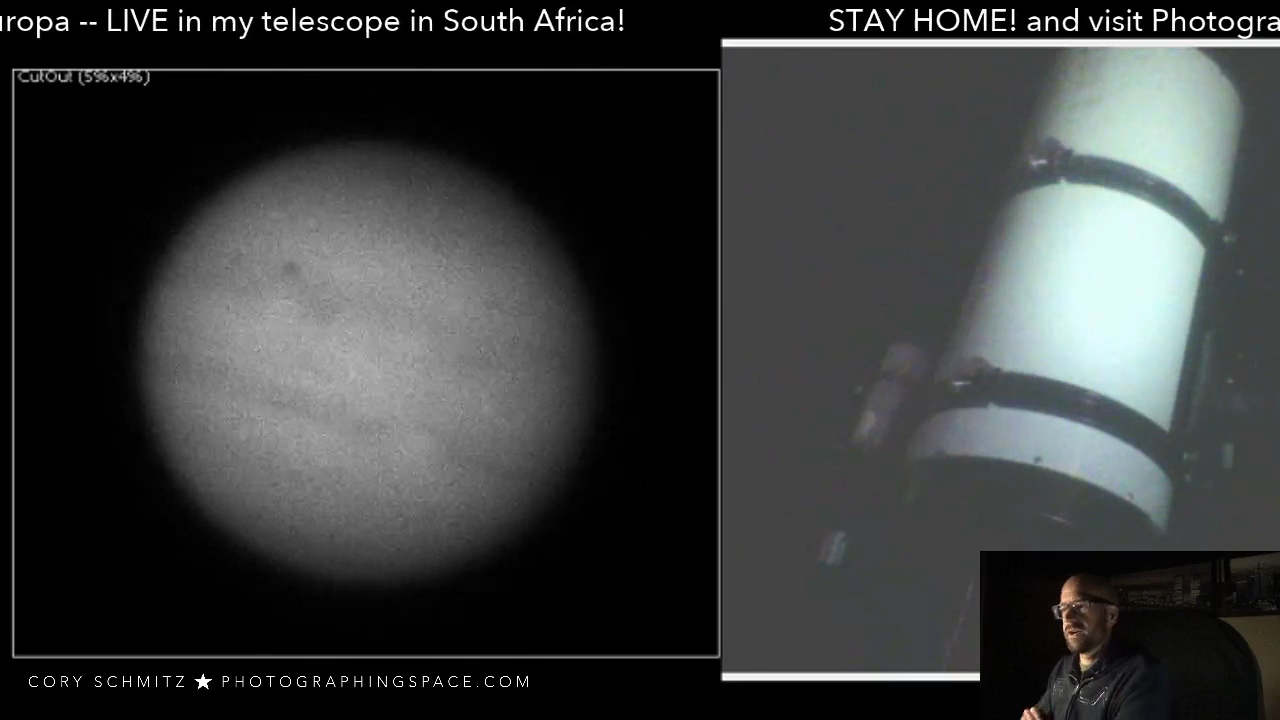 ropa -- LIVE in my telescope in South Africa!
STAY HOME! and visit Photogra
CutOut (5%x4%)
CORY SCHMITZ ★ PHOTOGRAPHINGSPACE.COM